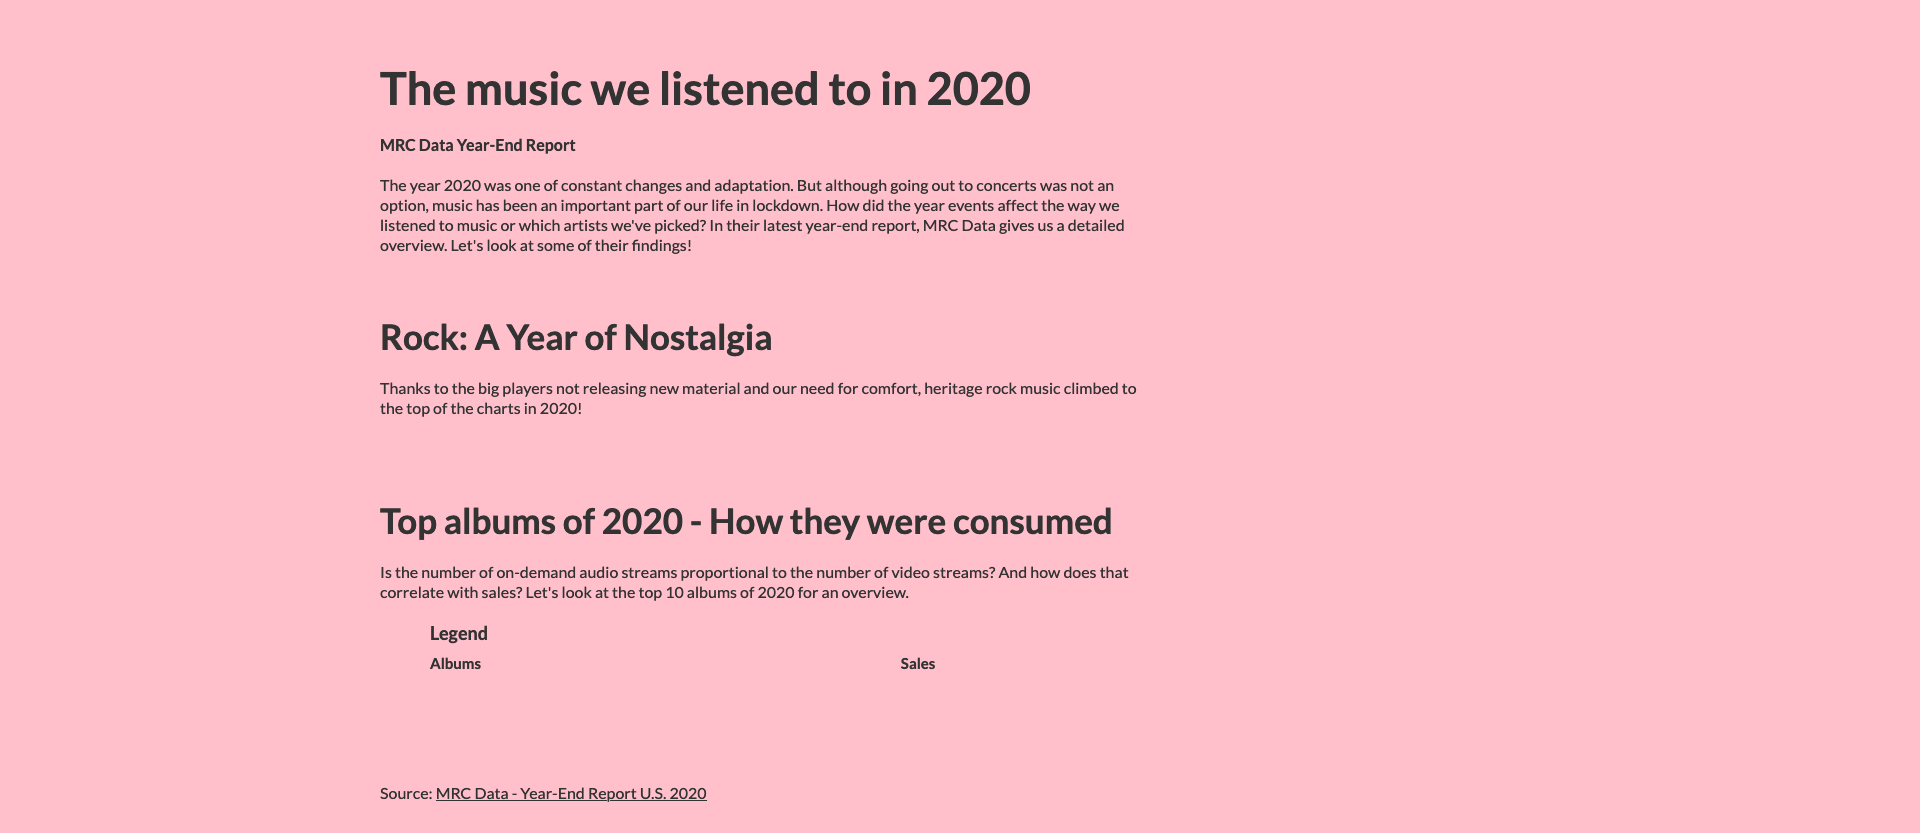 The music we listened to in 2020
MRC Data Year-End Report
The year 2020 was one of constant changes and adaptation. But although going out to concerts was not an
option, music has been an important part of our life in lockdown. How did the year events affect the way we
listened to music or which artists we've picked? In their latest year-end report, MRC Data gives us a detailed
overview. Let's look at some of their findings!
Rock: A Year of Nostalgia
Thanks to the big players not releasing new material and our need for comfort, heritage rock music climbed to
the top of the charts in 2020!
Top albums of 2020 - How they were consumed
Is the number of on-demand audio streams proportional to the number of video streams? And how does that
correlate with sales? Let's look at the top 10 albums of 2020 for an overview.
Legend
Albums Sales
Source: MRC Data - Year-End Report U.S. 2020